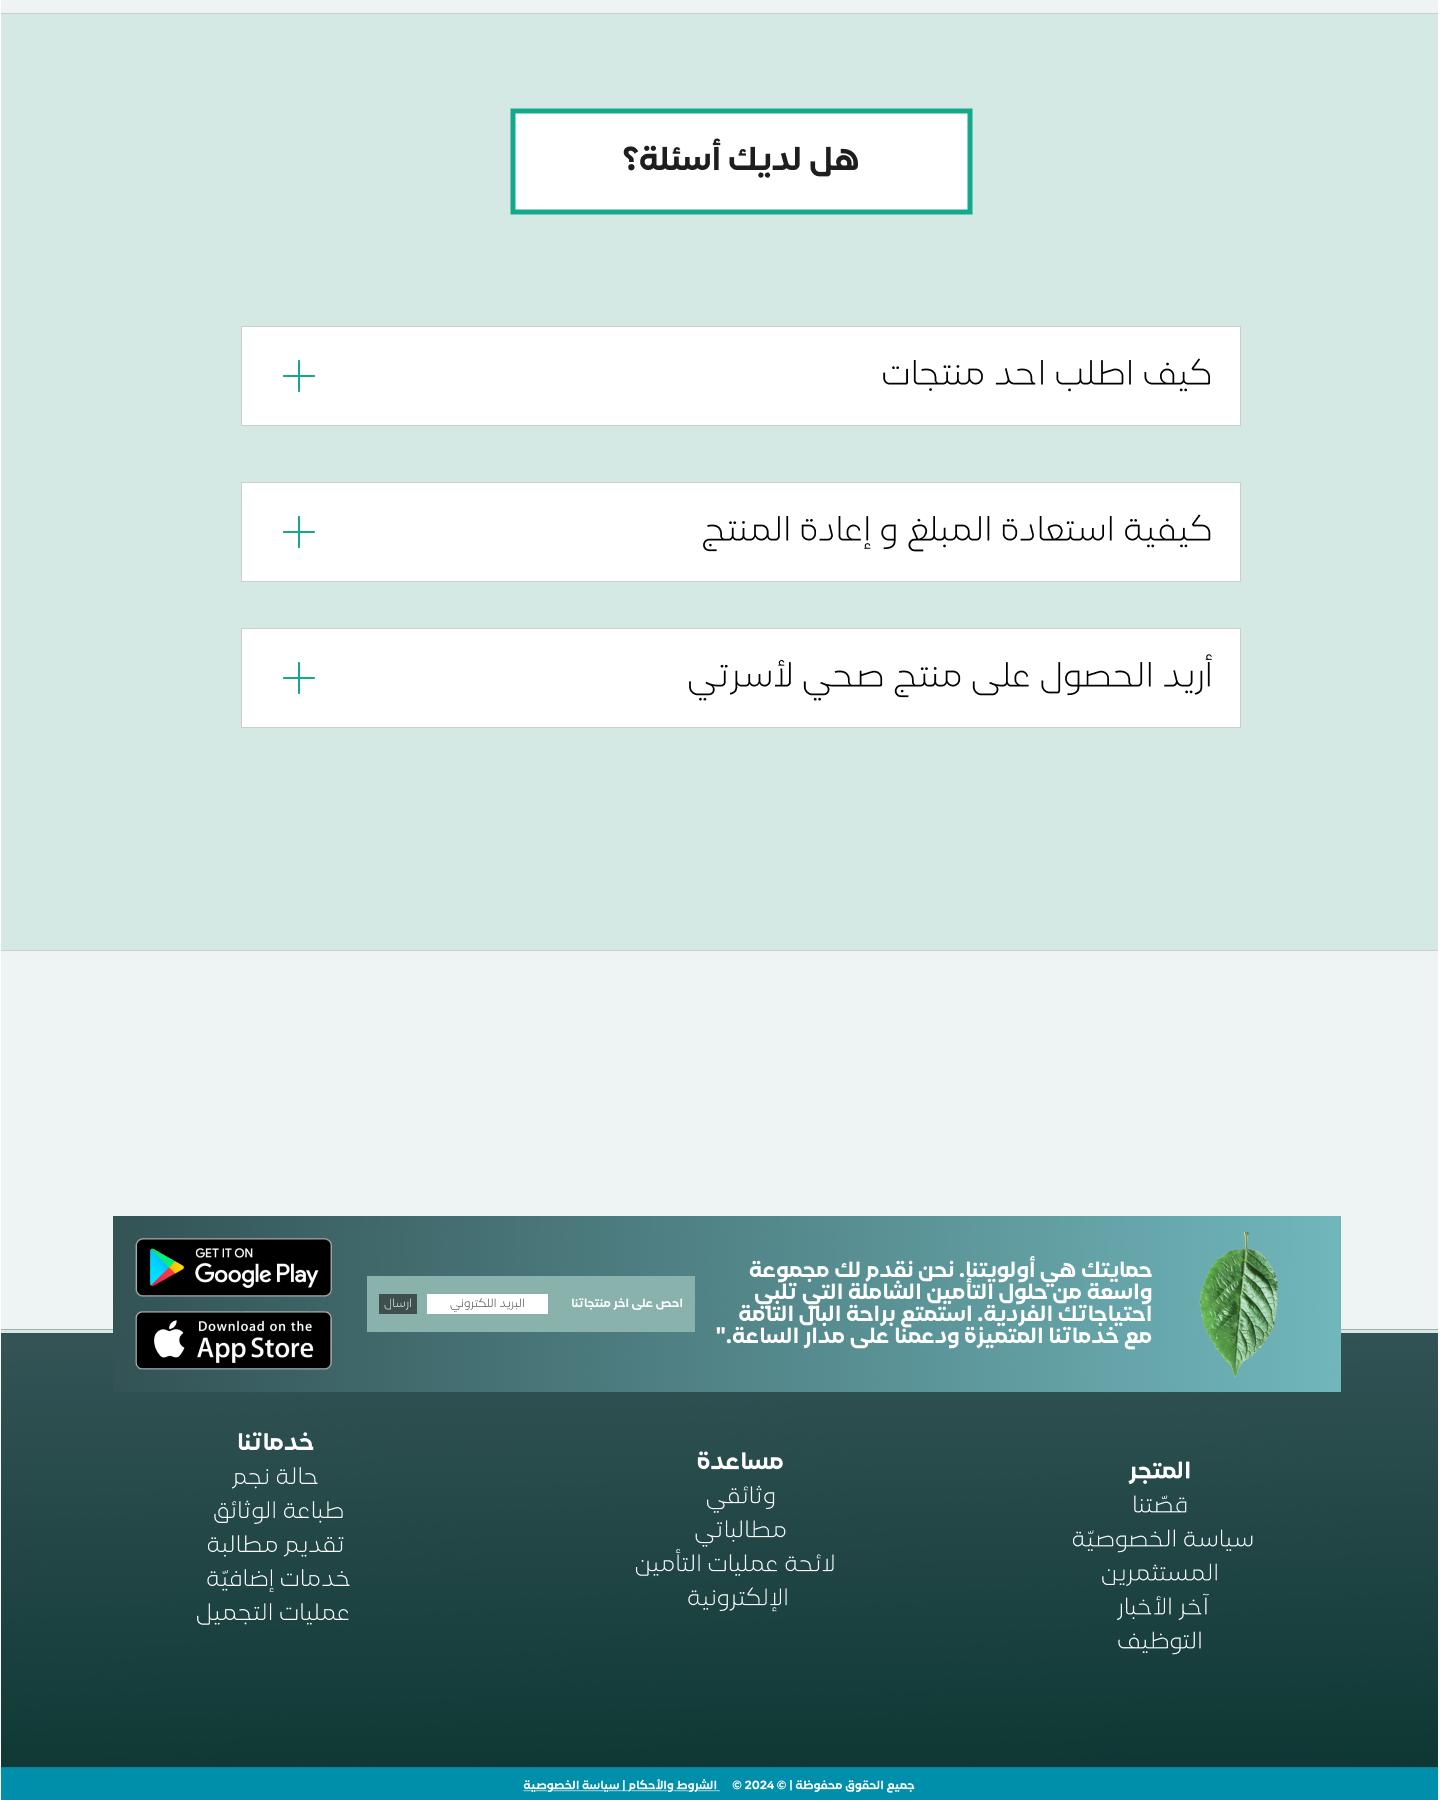 هل لديك أسئلة؟
كيف اطلب احد منتجات
كيفية استعادة المبلغ و إعادة المنتج
أريد الحصول على منتج صحي لأسرتي
حمايتك هي أولويتنا. نحن نقدم لك مجموعة
واسعة من حلول التأمين الشاملة التي تلبي
احتياجاتك الفردية. استمتع براحة البال التامة
مع خدماتنا المتميزة ودعمنا على مدار الساعة."
احص على اخر منتجاتنا
البريد اللكتروني
ارسال
GET IT ON
Google Play
Download on the
App Store
المتجر
قصّتنا
سياسة الخصوصيّة
المستثمرين
آخر الأخبار
التوظيف
مساعدة
وثائقي
مطالباتي
لائحة عمليات التأمين
الإلكترونية
خدماتنا
حالة نجم
طباعة الوثائق
تقديم مطالبة
خدمات إضافيّة
عمليات التجميل
جميع الحقوق محفوظة | © 2024 © الشروط والأحكام | سياسة الخصوصية